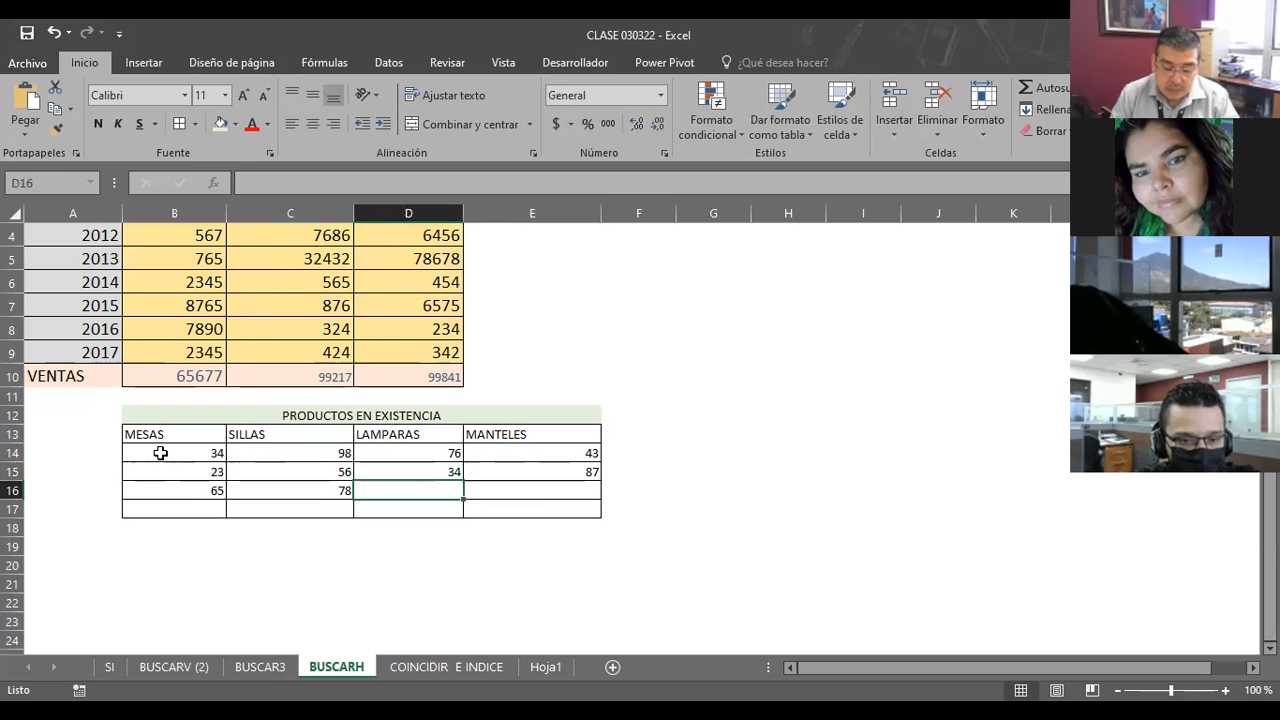 CLASE 030322 - Excel
Archivo Inicio Insertar Diseño de página Fórmulas Datos Revisar Vista Desarrollador Power Pivot ¿Qué desea hacer?
Calibri 11 Ajustar texto General Autosu
Pegar N K S Combinar y centrar $ % 000 Formato condicional Dar formato como tabla Estilos de celda Insertar Eliminar Formato Rellena
Borrar
Portapapeles Fuente Alineación Número Estilos Celdas
D16 fx
A B C D E F G H I J K
4 2012 567 7686 6456
5 2013 765 32432 78678
6 2014 2345 565 454
7 2015 8765 876 6575
8 2016 7890 324 234
9 2017 2345 424 342
10 VENTAS 65677 99217 99841
11
12 PRODUCTOS EN EXISTENCIA
13 MESAS SILLAS LAMPARAS MANTELES
14 34 98 76 43
15 23 56 34 87
16 65 78
17
18
19
20
21
22
23
24
SI BUSCARV (2) BUSCAR3 BUSCARH COINCIDIR E INDICE Hoja1
Listo 100 %